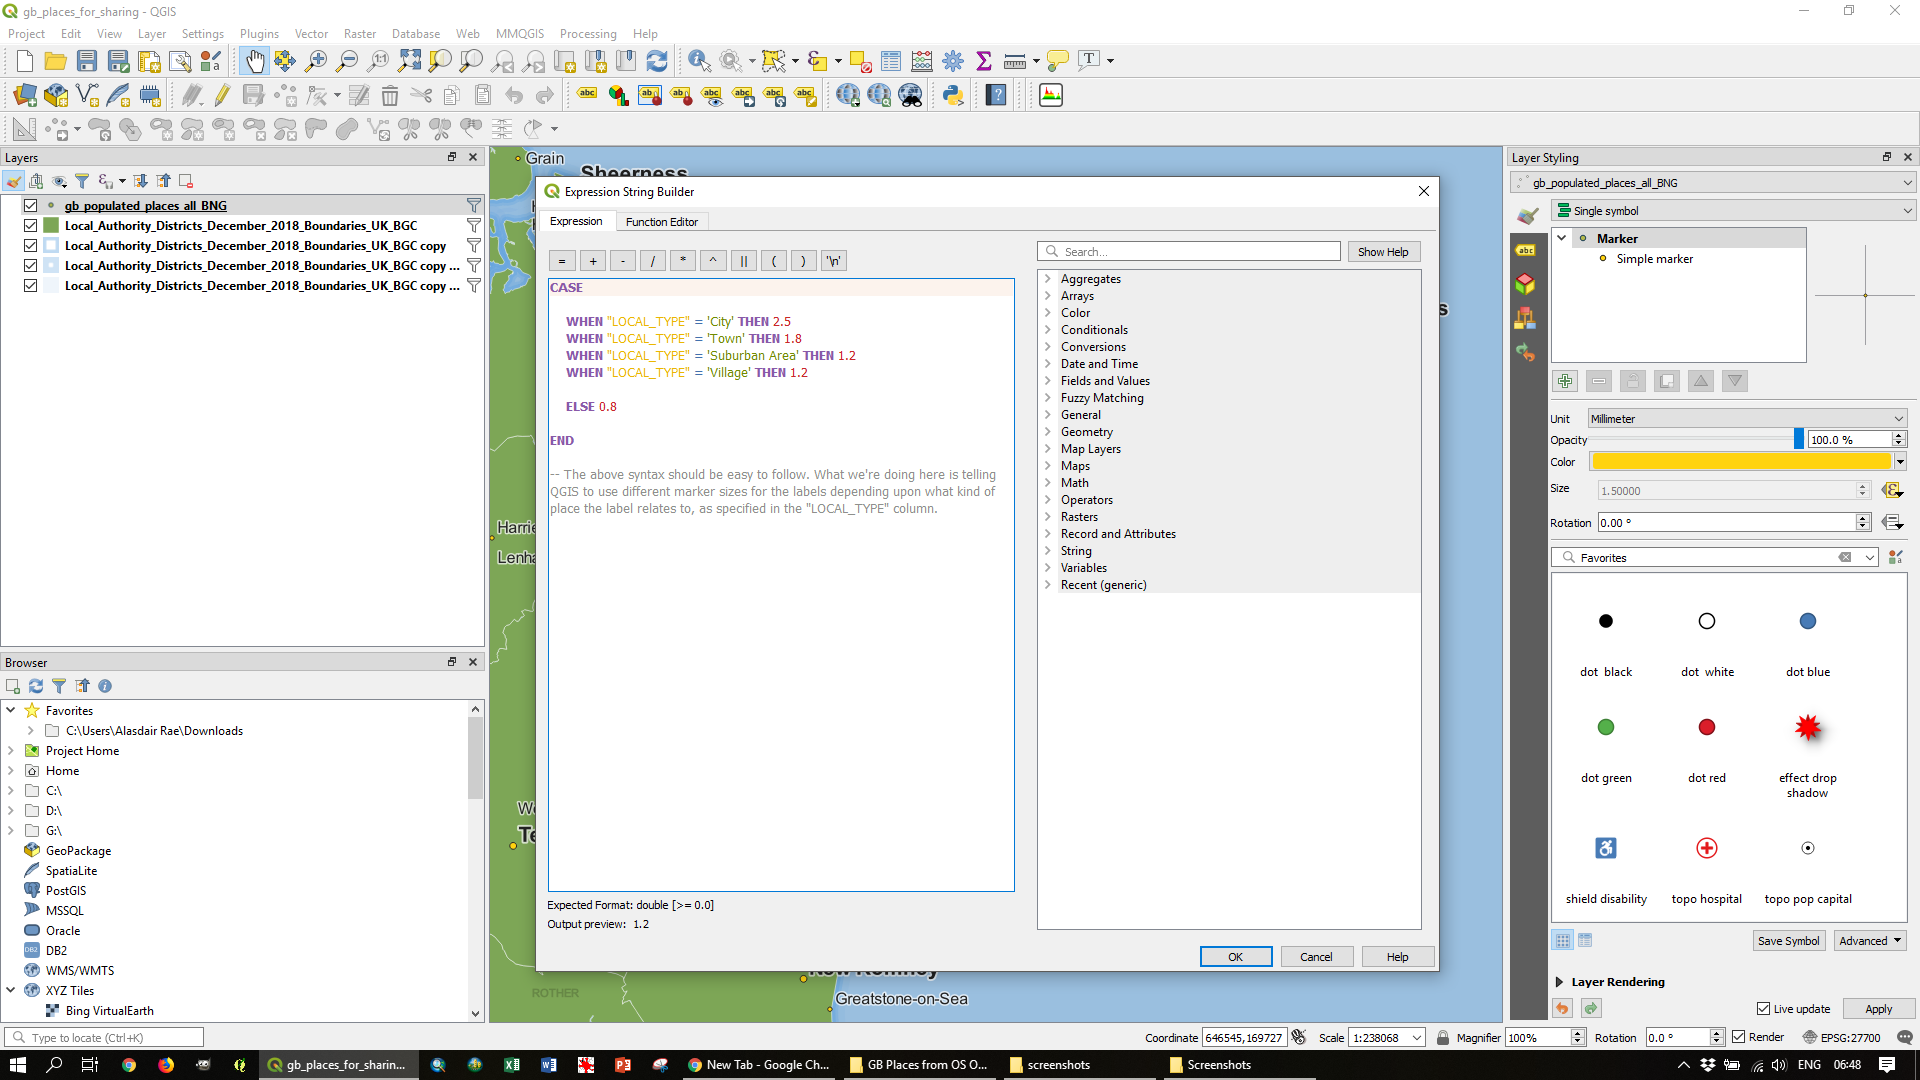 gb_places_for_sharing - QGIS
Project Edit View Layer Settings Plugins Vector Raster Database Web MMQGIS Processing Help
Layers
gb_populated_places_all_BNG
Local_Authority_Districts_December_2018_Boundaries_UK_BGC
Local_Authority_Districts_December_2018_Boundaries_UK_BGC copy
Local_Authority_Districts_December_2018_Boundaries_UK_BGC copy ...
Local_Authority_Districts_December_2018_Boundaries_UK_BGC copy ...
Browser
Favorites
C:\Users\Alasdair Rae\Downloads
Project Home
Home
C:\
D:\
G:\
GeoPackage
SpatiaLite
PostGIS
MSSQL
Oracle
DB2
WMS/WMTS
XYZ Tiles
Bing VirtualEarth
Type to locate (Ctrl+K)
Grain
Sheerness
Harrie
Lenha
ROTHER
New Romney
Greatstone-on-Sea
Expression String Builder
Expression Function Editor
= + - / * ^ || ( ) '\n'
CASE
WHEN "LOCAL_TYPE" = 'City' THEN 2.5
WHEN "LOCAL_TYPE" = 'Town' THEN 1.8
WHEN "LOCAL_TYPE" = 'Suburban Area' THEN 1.2
WHEN "LOCAL_TYPE" = 'Village' THEN 1.2
ELSE 0.8
END
-- The above syntax should be easy to follow. What we're doing here is telling
QGIS to use different marker sizes for the labels depending upon what kind of
place the label relates to, as specified in the "LOCAL_TYPE" column.
Expected Format: double [>= 0.0]
Output preview: 1.2
Search... Show Help
Aggregates
Arrays
Color
Conditionals
Conversions
Date and Time
Fields and Values
Fuzzy Matching
General
Geometry
Map Layers
Maps
Math
Operators
Rasters
Record and Attributes
String
Variables
Recent (generic)
OK Cancel Help
Layer Styling
gb_populated_places_all_BNG
Single symbol
Marker
Simple marker
Unit Millimeter
Opacity 100.0 %
Color
Size 1.50000
Rotation 0.00 °
Favorites
dot black dot white dot blue
dot green dot red effect drop
shadow
shield disability topo hospital topo pop capital
Save Symbol Advanced
Layer Rendering
Live update Apply
Coordinate 646545,169727 Scale 1:238068 Magnifier 100% Rotation 0.0 ° Render EPSG:27700
gb_places_for_sharin... New Tab - Google Ch... GB Places from OS O... screenshots Screenshots ENG 06:48